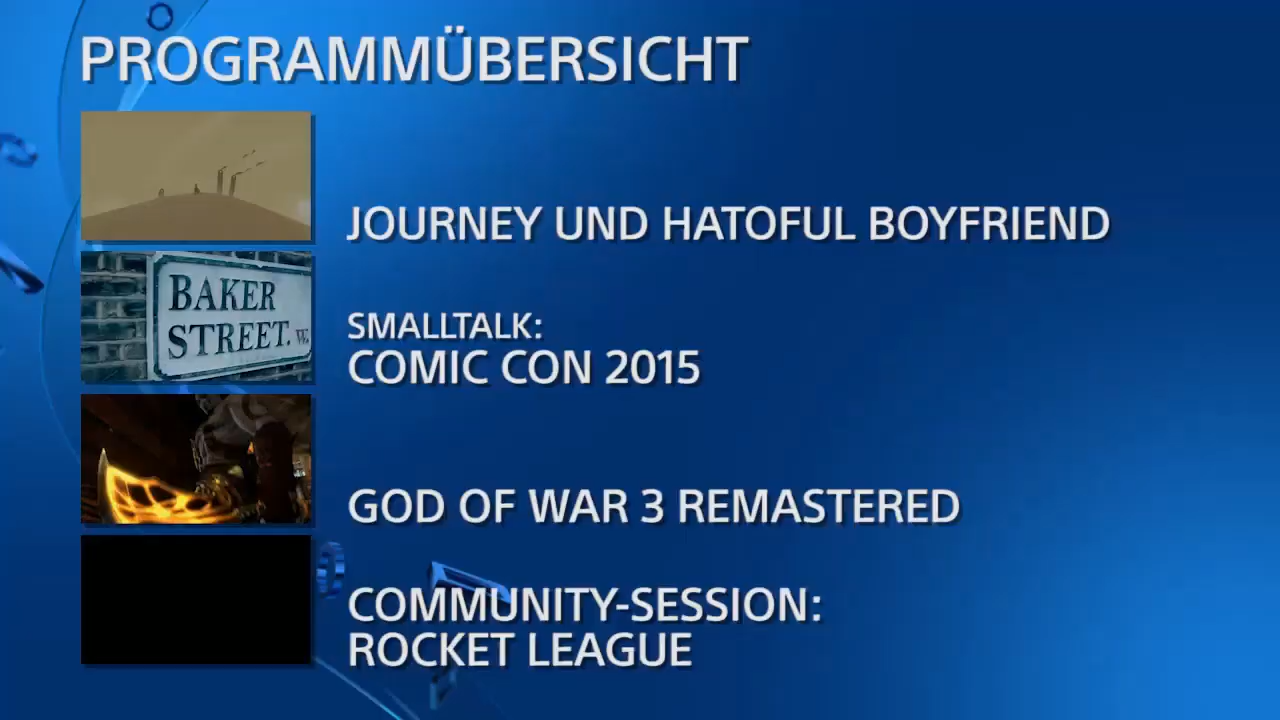 PROGRAMMÜBERSICHT
JOURNEY UND HATOFUL BOYFRIEND
BAKER
STREET. W.
SMALLTALK:
COMIC CON 2015
GOD OF WAR 3 REMASTERED
COMMUNITY-SESSION:
ROCKET LEAGUE